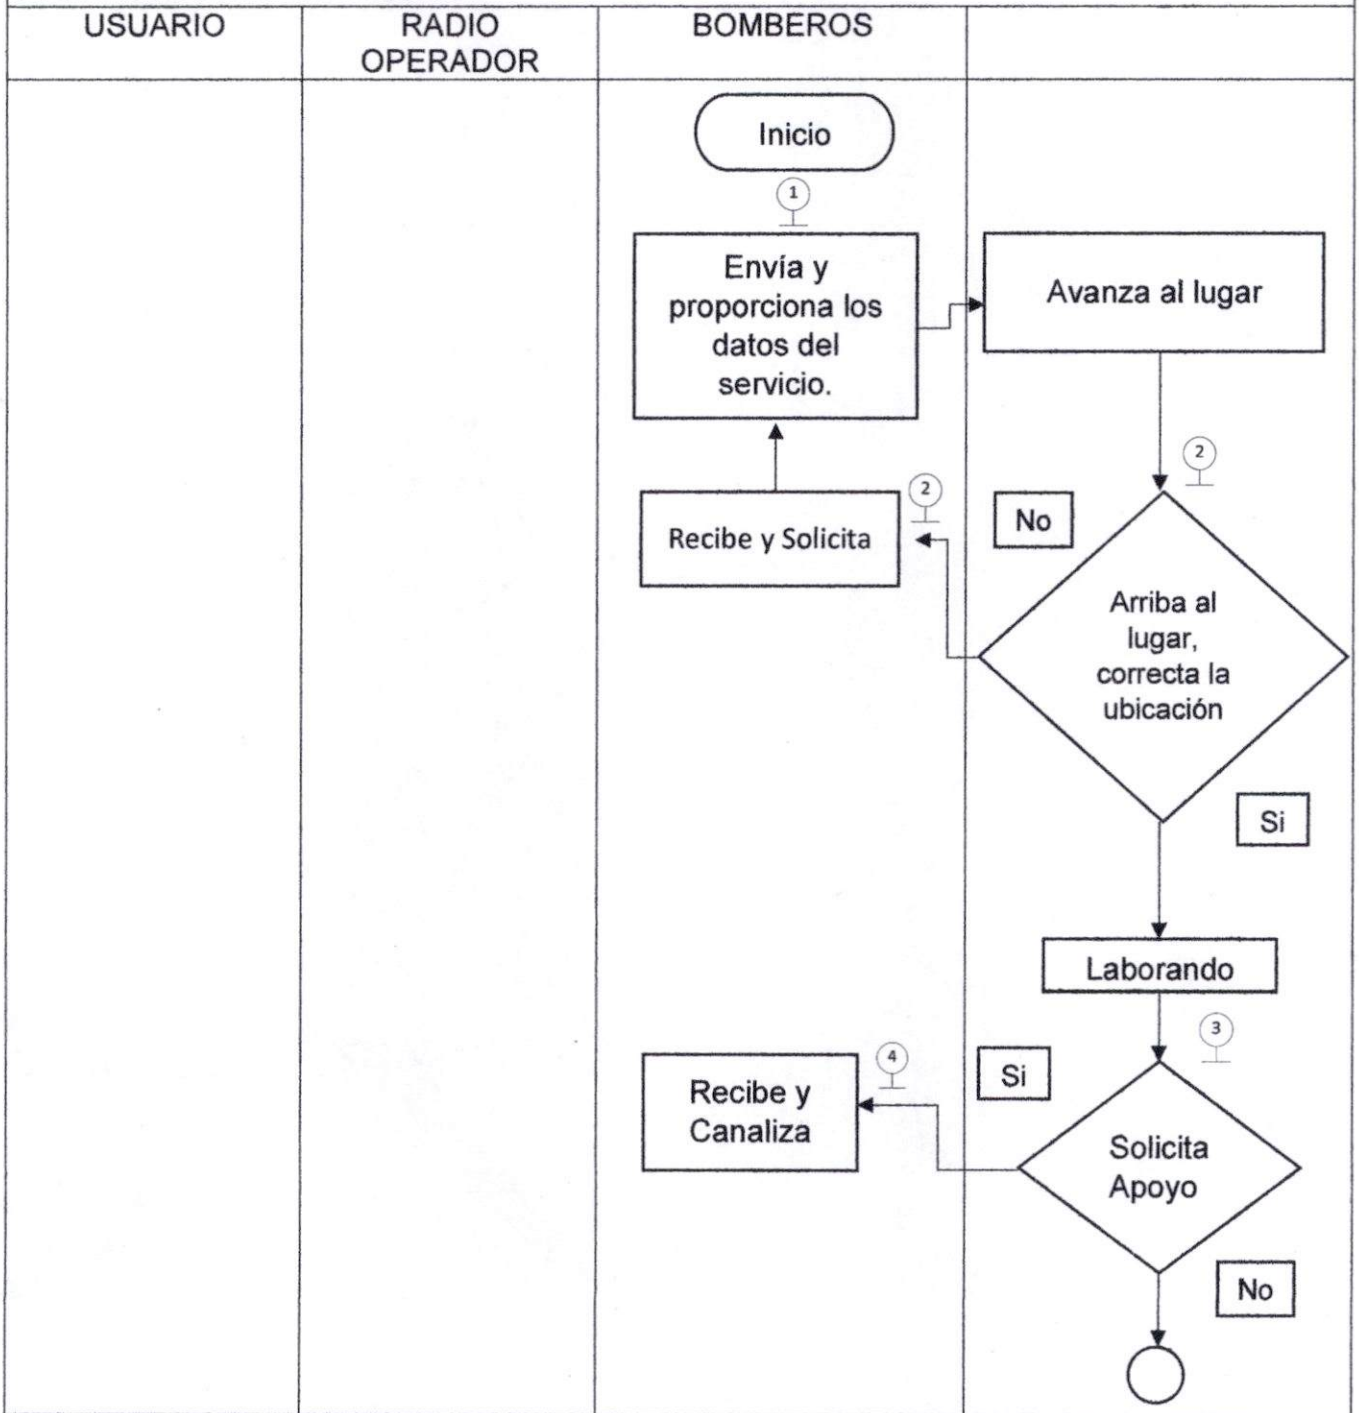 USUARIO
RADIO
OPERADOR
BOMBEROS
Inicio
1
Envía y
proporciona los
datos del
servicio.
Avanza al lugar
2
2
No
Recibe y Solicita
Arriba al
lugar,
correcta la
ubicación
Si
Laborando
3
4
Si
Recibe y
Canaliza
Solicita
Apoyo
No